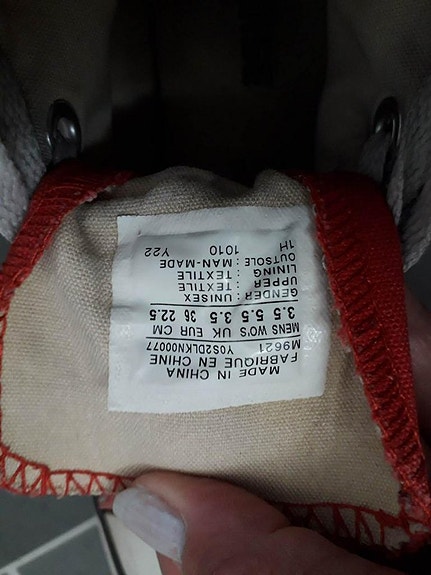 MADE IN CHINA
FABRIQUE EN CHINE
M9621 Y0S2DLKN00077
MENS WO'S UK EUR CM
3.5 5.5 3.5 36 22.5
GENDER : UNISEX
UPPER : TEXTILE
LINING : TEXTILE
OUTSOLE : MAN-MADE
1H 1010 Y22